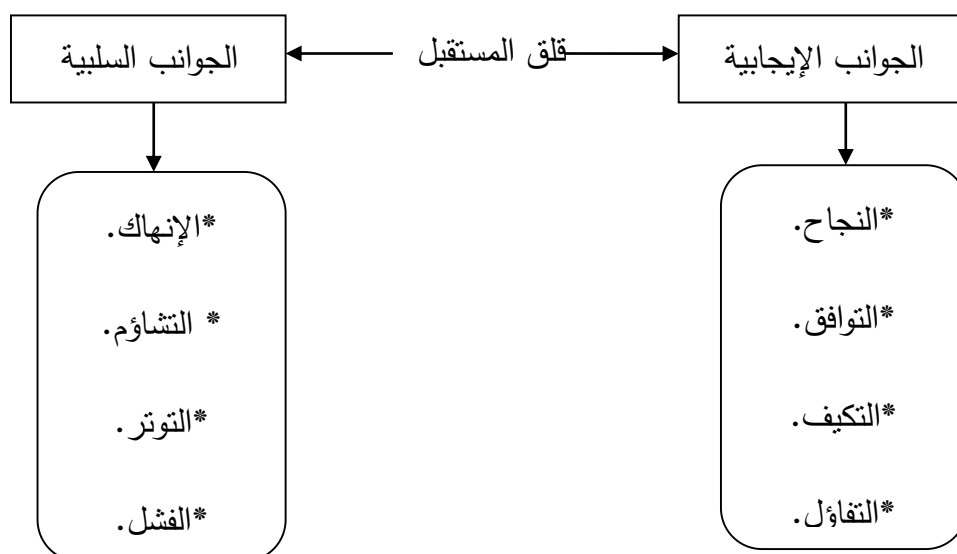 الجوانب الإيجابية
قلق المستقبل
الجوانب السلبية
*النجاح.
*التوافق.
*التكيف.
*التفاؤل.
*الإنهاك.
* التشاؤم.
*التوتر.
*الفشل.